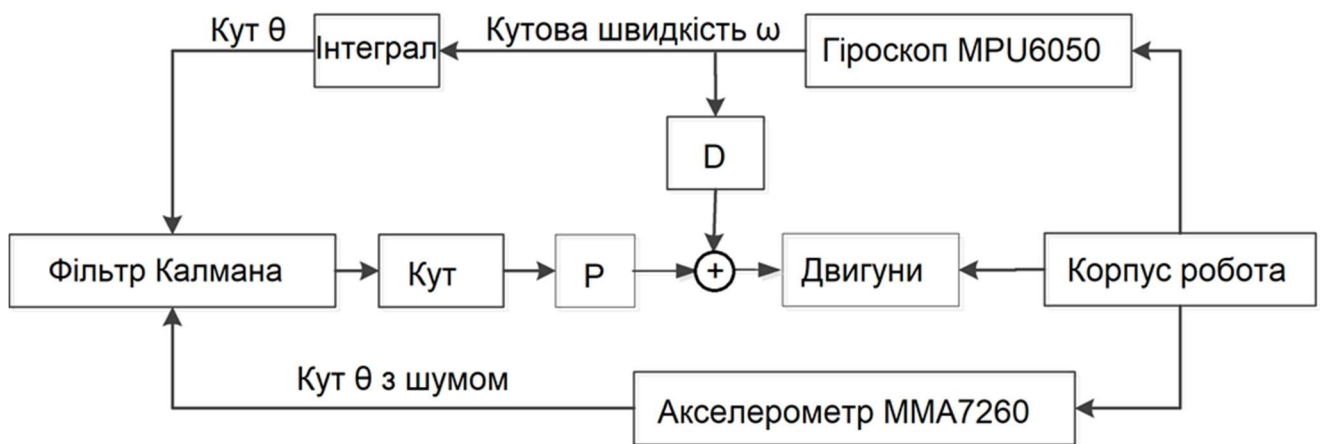 Кут θ
Інтеграл
Кутова швидкість ω
Гіроскоп MPU6050
D
Фільтр Калмана
Кут
P
+
Двигуни
Корпус робота
Кут θ з шумом
Акселерометр MMA7260